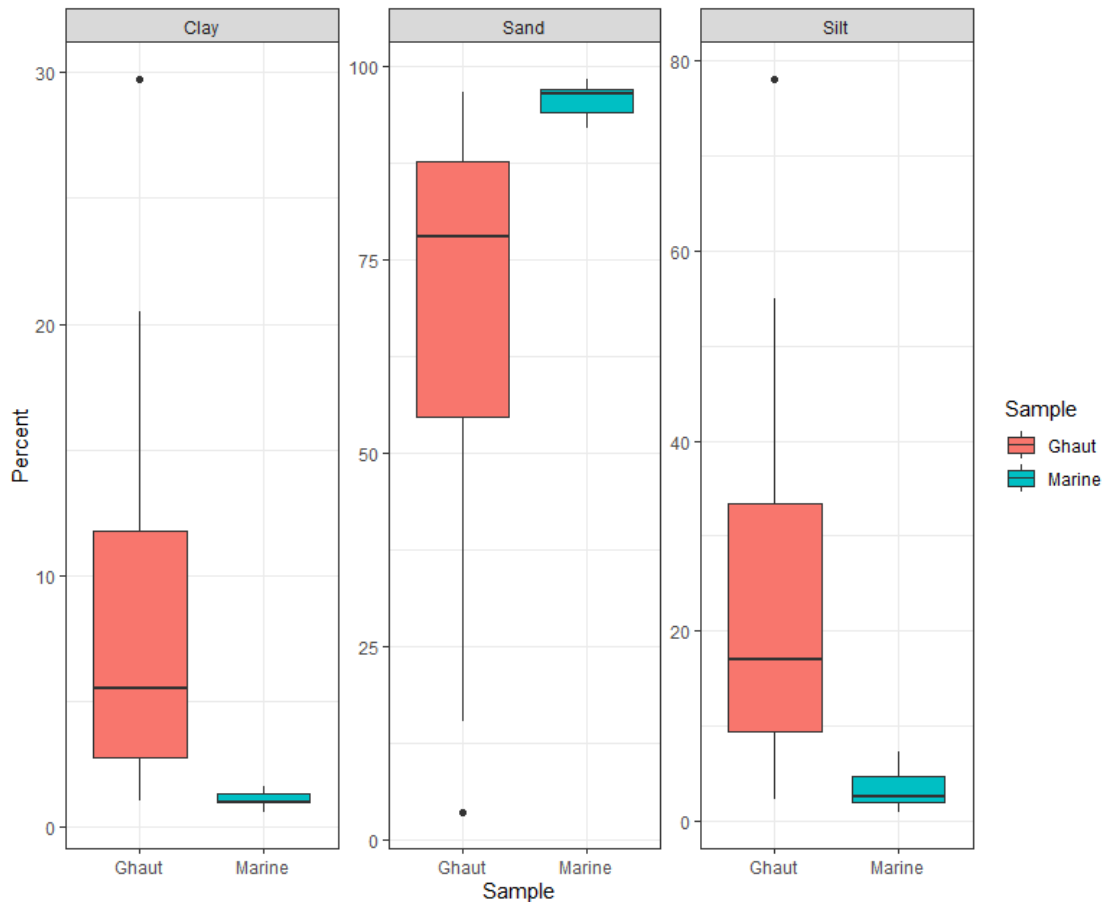 Clay
Sand
Silt
Percent
30
20
10
0
100
75
50
25
0
80
60
40
20
0
Ghaut
Marine
Ghaut
Marine
Ghaut
Marine
Sample
Sample
Ghaut
Marine